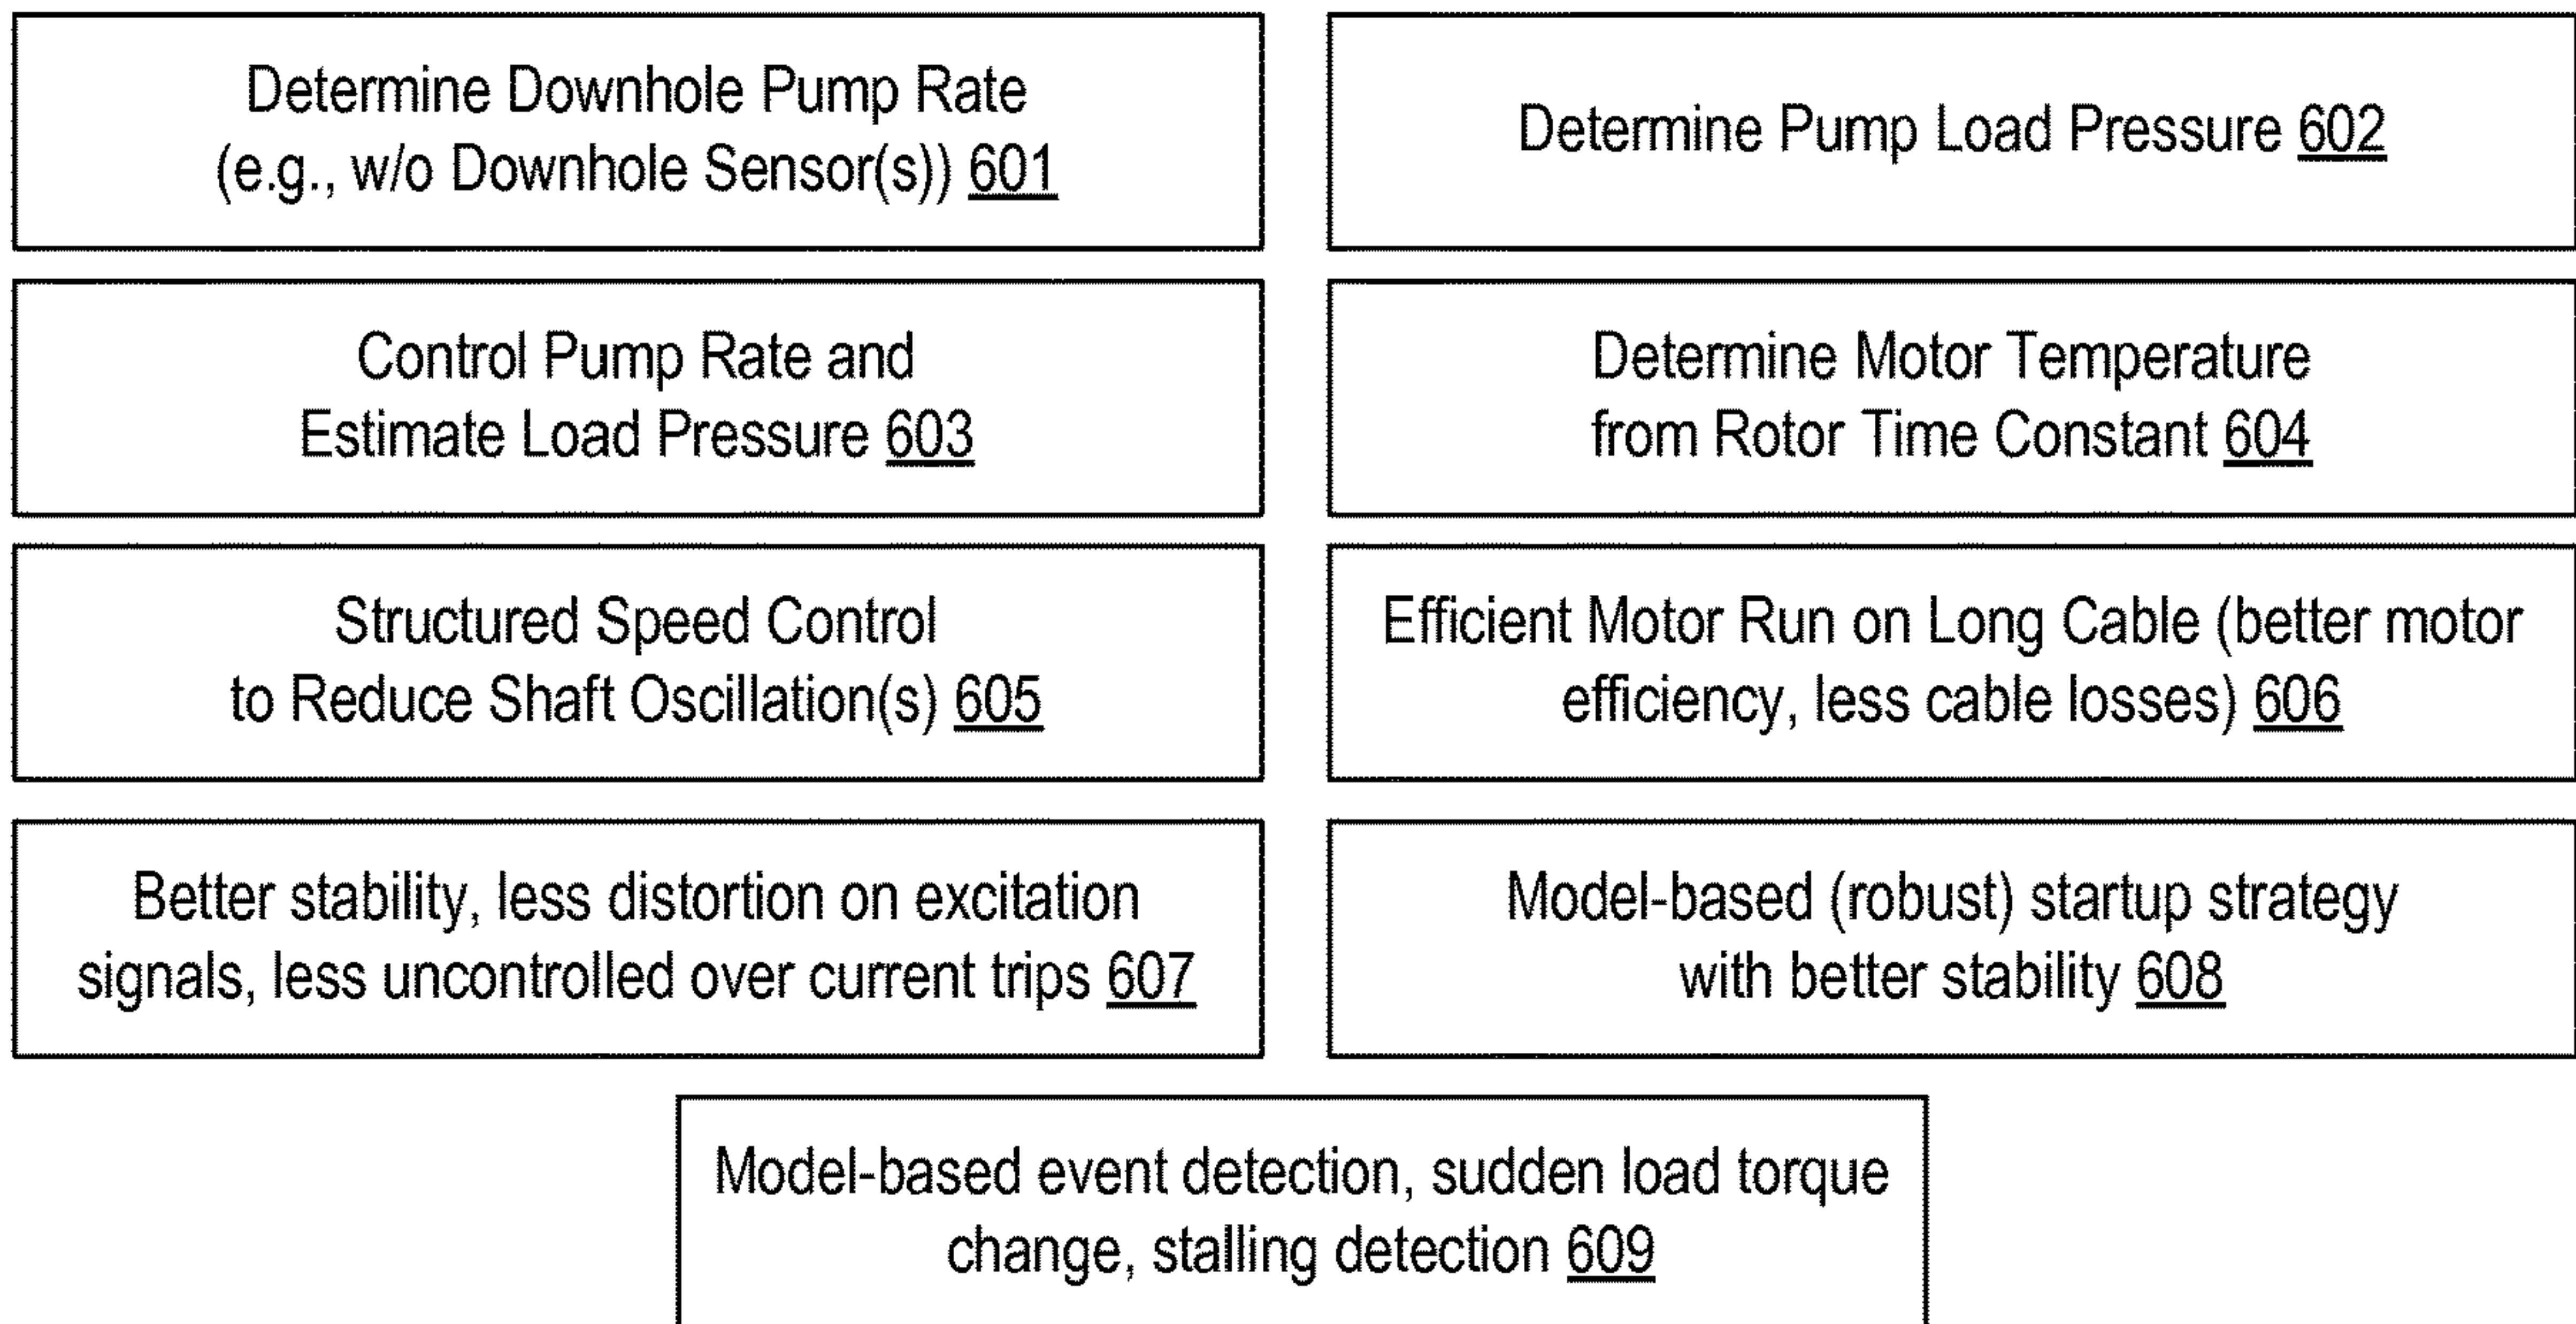 Determine Downhole Pump Rate
(e.g., w/o Downhole Sensor(s)) 601
Determine Pump Load Pressure 602
Control Pump Rate and
Estimate Load Pressure 603
Determine Motor Temperature
from Rotor Time Constant 604
Structured Speed Control
to Reduce Shaft Oscillation(s) 605
Efficient Motor Run on Long Cable (better motor
efficiency, less cable losses) 606
Better stability, less distortion on excitation
signals, less uncontrolled over current trips 607
Model-based (robust) startup strategy
with better stability 608
Model-based event detection, sudden load torque
change, stalling detection 609